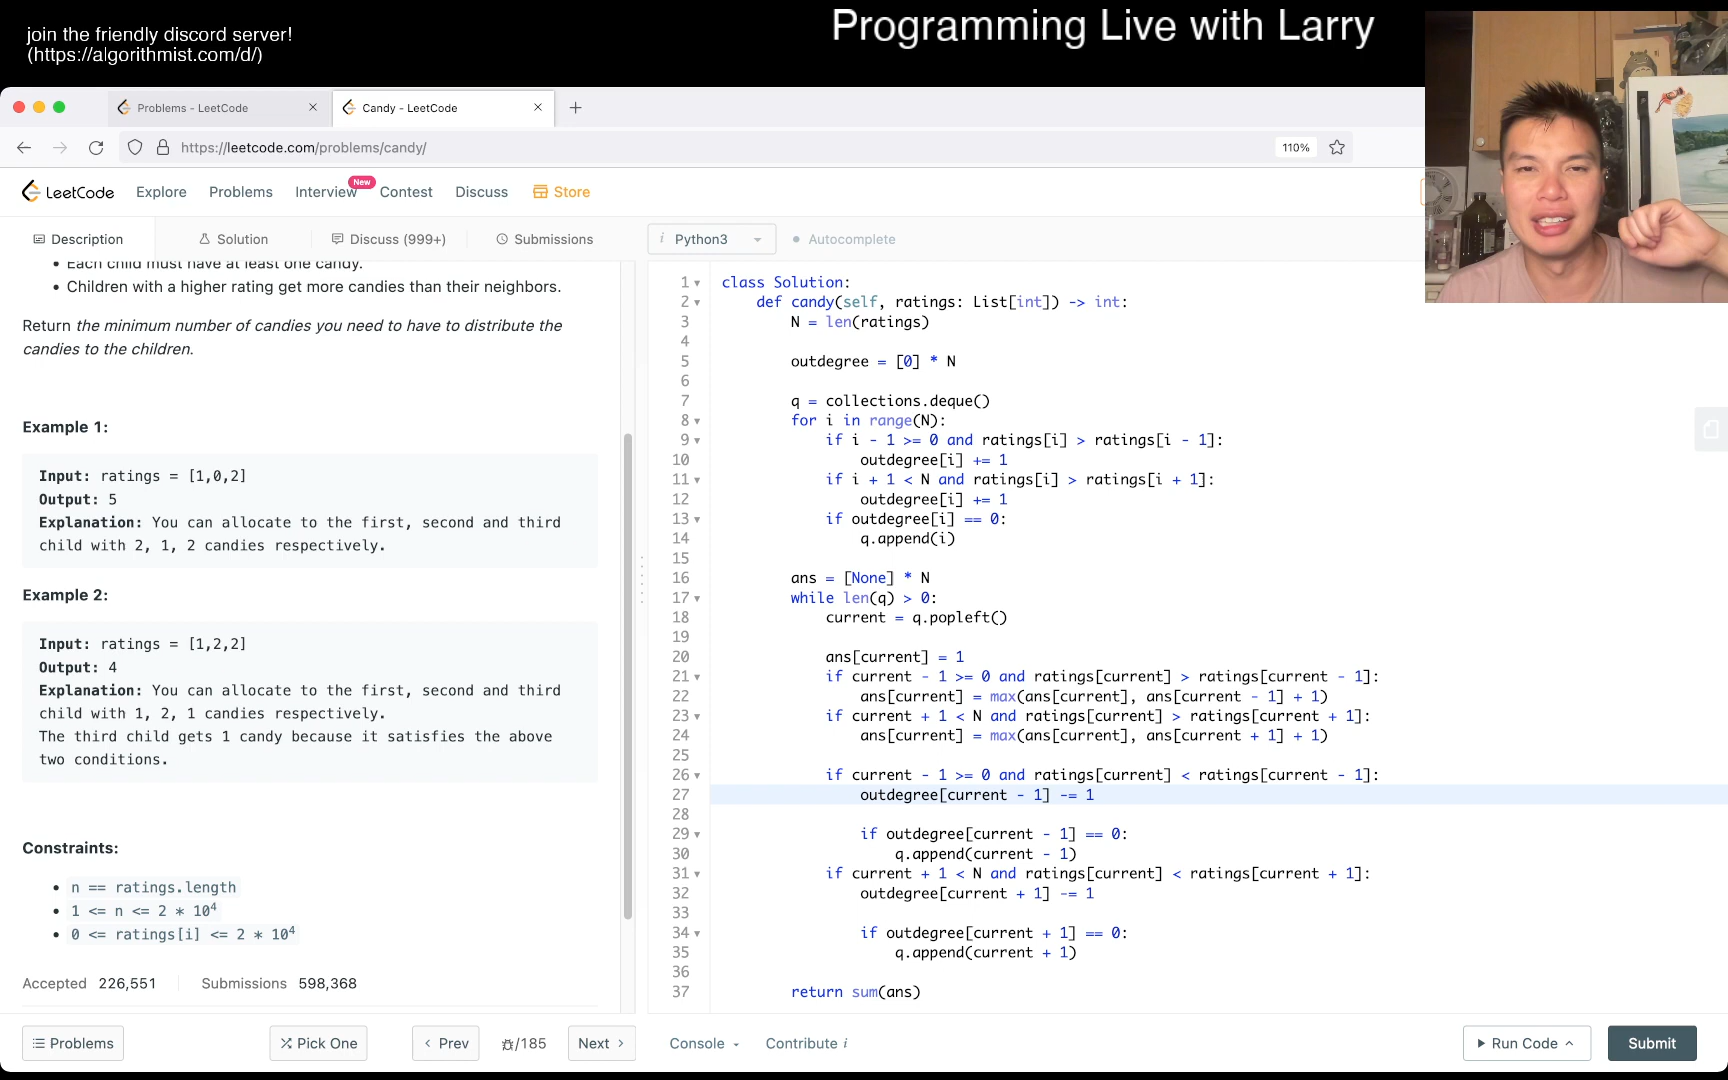 join the friendly discord server!
(https://algorithmist.com/d/)
Programming Live with Larry
Problems - LeetCode
Candy - LeetCode
https://leetcode.com/problems/candy/
110%
LeetCode
Explore
Problems
Interview
New
Contest
Discuss
Store
Description
Solution
Discuss (999+)
Submissions
i Python3
Autocomplete
• Each child must have at least one candy.
• Children with a higher rating get more candies than their neighbors.
Return the minimum number of candies you need to have to distribute the
candies to the children.
Example 1:
Input: ratings = [1,0,2]
Output: 5
Explanation: You can allocate to the first, second and third
child with 2, 1, 2 candies respectively.
Example 2:
Input: ratings = [1,2,2]
Output: 4
Explanation: You can allocate to the first, second and third
child with 1, 2, 1 candies respectively.
The third child gets 1 candy because it satisfies the above
two conditions.
Constraints:
• n == ratings.length
• 1 <= n <= 2 * 10⁴
• 0 <= ratings[i] <= 2 * 10⁴
Accepted 226,551
Submissions 598,368
1 class Solution:
2     def candy(self, ratings: List[int]) -> int:
3         N = len(ratings)
4
5         outdegree = [0] * N
6
7         q = collections.deque()
8         for i in range(N):
9             if i - 1 >= 0 and ratings[i] > ratings[i - 1]:
10                 outdegree[i] += 1
11             if i + 1 < N and ratings[i] > ratings[i + 1]:
12                 outdegree[i] += 1
13             if outdegree[i] == 0:
14                 q.append(i)
15
16         ans = [None] * N
17         while len(q) > 0:
18             current = q.popleft()
19
20             ans[current] = 1
21             if current - 1 >= 0 and ratings[current] > ratings[current - 1]:
22                 ans[current] = max(ans[current], ans[current - 1] + 1)
23             if current + 1 < N and ratings[current] > ratings[current + 1]:
24                 ans[current] = max(ans[current], ans[current + 1] + 1)
25
26             if current - 1 >= 0 and ratings[current] < ratings[current - 1]:
27                 outdegree[current - 1] -= 1
28
29                 if outdegree[current - 1] == 0:
30                     q.append(current - 1)
31             if current + 1 < N and ratings[current] < ratings[current + 1]:
32                 outdegree[current + 1] -= 1
33
34                 if outdegree[current + 1] == 0:
35                     q.append(current + 1)
36
37         return sum(ans)
Problems
Pick One
Prev
/185
Next
Console
Contribute i
Run Code
Submit